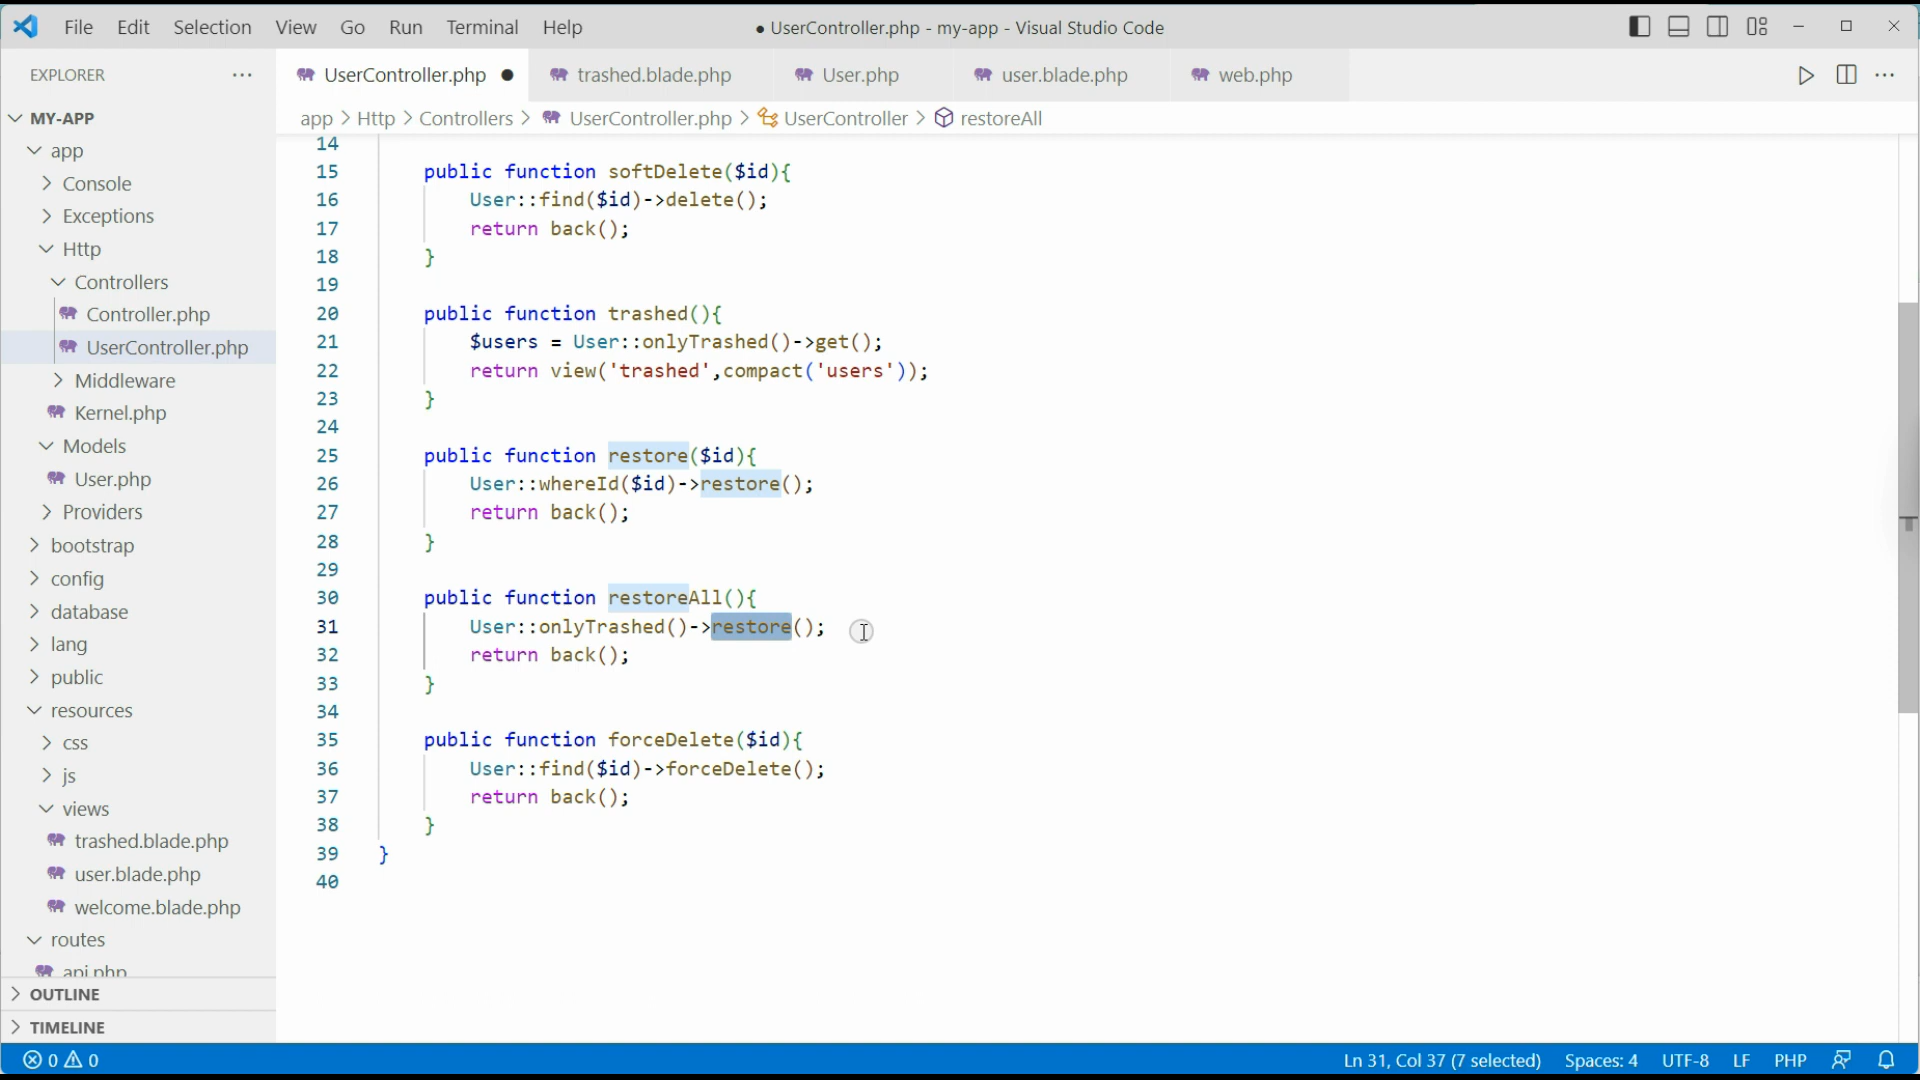 File Edit Selection View Go Run Terminal Help
● UserController.php - my-app - Visual Studio Code
EXPLORER ···
UserController.php ●
trashed.blade.php
User.php
user.blade.php
web.php
app > Http > Controllers > UserController.php > UserController > restoreAll
MY-APP
app
Console
Exceptions
Http
Controllers
Controller.php
UserController.php
Middleware
Kernel.php
Models
User.php
Providers
bootstrap
config
database
lang
public
resources
css
js
views
trashed.blade.php
user.blade.php
welcome.blade.php
routes
api.php
OUTLINE
TIMELINE
14
15 public function softDelete($id){
16 User::find($id)->delete();
17 return back();
18 }
19
20 public function trashed(){
21 $users = User::onlyTrashed()->get();
22 return view('trashed',compact('users'));
23 }
24
25 public function restore($id){
26 User::whereId($id)->restore();
27 return back();
28 }
29
30 public function restoreAll(){
31 User::onlyTrashed()->restore();
32 return back();
33 }
34
35 public function forceDelete($id){
36 User::find($id)->forceDelete();
37 return back();
38 }
39 }
40
0 0
Ln 31, Col 37 (7 selected) Spaces: 4 UTF-8 LF PHP